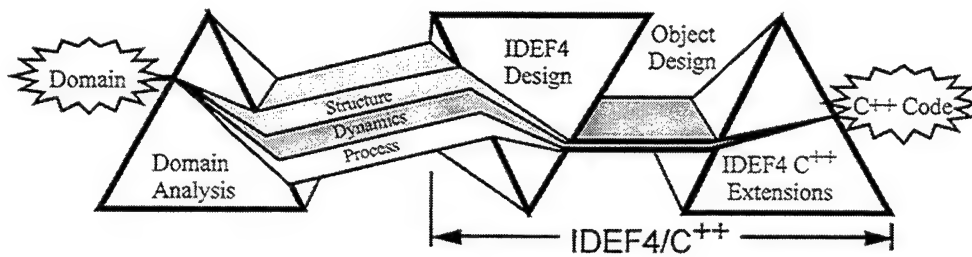 Domain
Domain
Analysis
Structure
Dynamics
Process
IDEF4
Design
Object
Design
IDEF4 C++
Extensions
C++ Code
IDEF4/C++